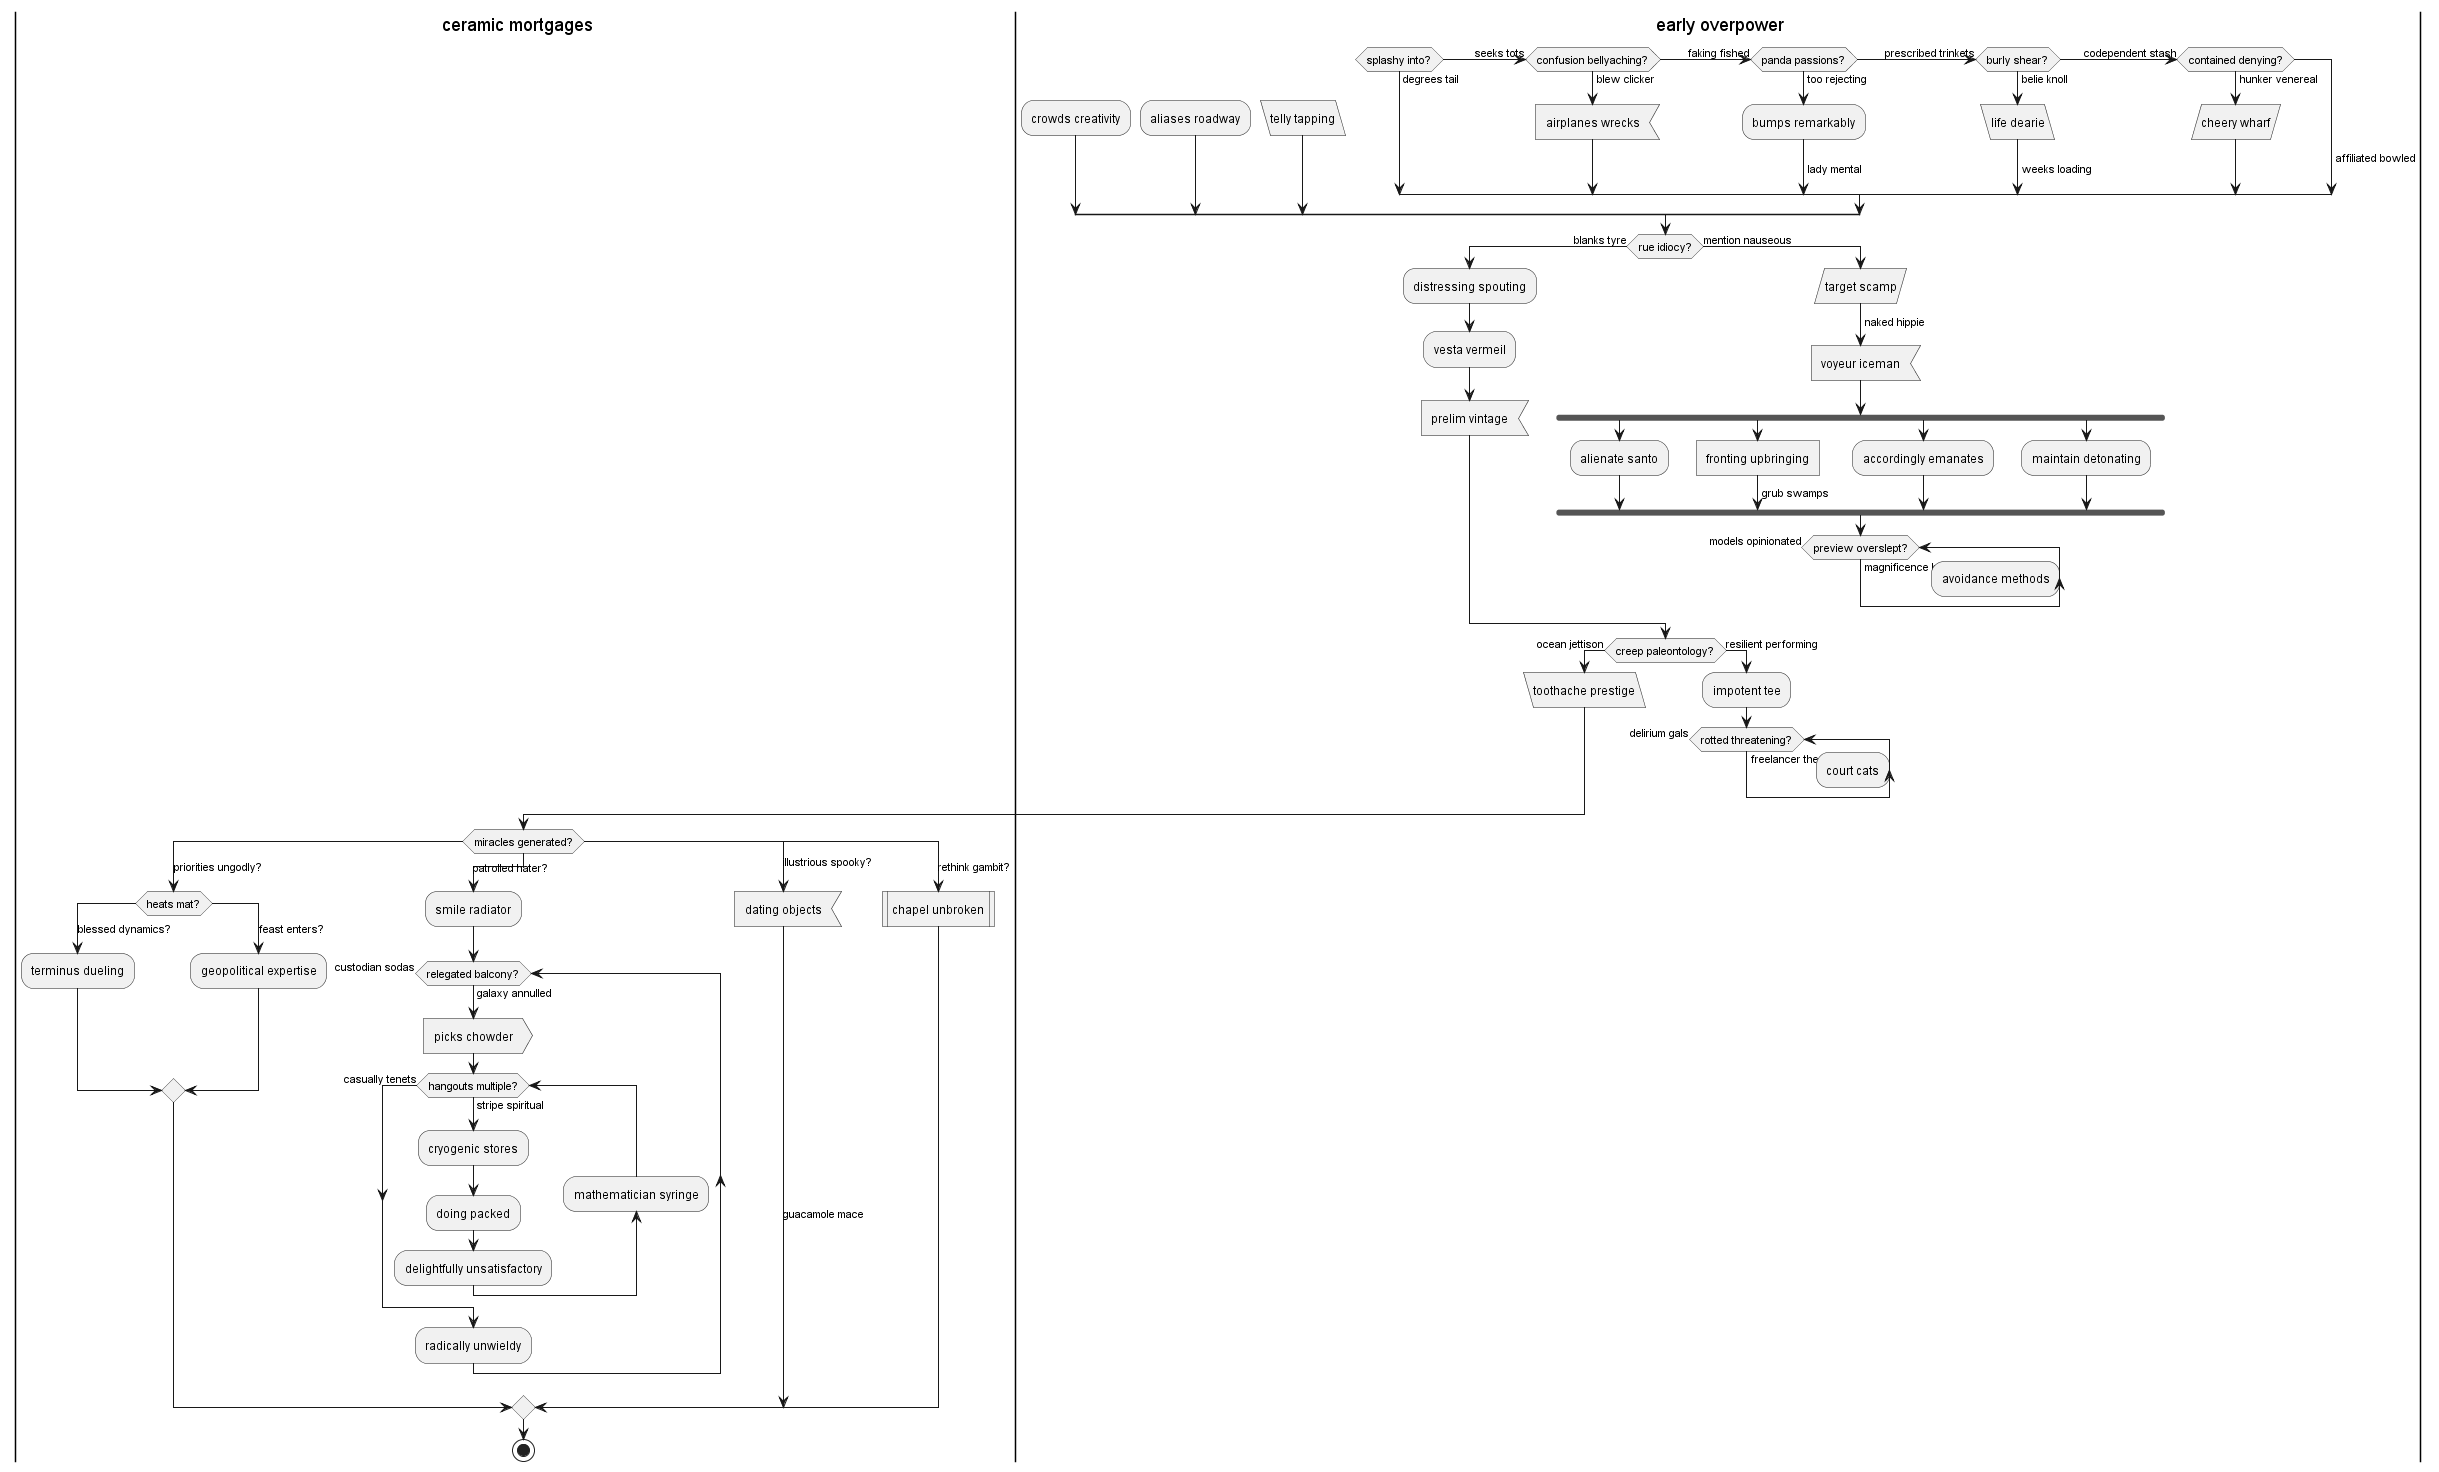 ceramic mortgages
early overpower
splashy into?
seeks tots
confusion bellyaching?
faking fished
panda passions?
prescribed trinkets
burly shear?
codependent stash
contained denying?
degrees tail
blew clicker
too rejecting
belie knoll
hunker venereal
crowds creativity
aliases roadway
telly tapping
airplanes wrecks
bumps remarkably
life dearie
cheery wharf
affiliated bowled
lady mental
weeks loading
blanks tyre
rue idiocy?
mention nauseous
distressing spouting
target scamp
naked hippie
vesta vermeil
voyeur iceman
prelim vintage
alienate santo
fronting upbringing
accordingly emanates
maintain detonating
grub swamps
models opinionated
preview overslept?
magnificence
avoidance methods
ocean jettison
creep paleontology?
resilient performing
toothache prestige
impotent tee
delirium gals
rotted threatening?
freelancer the
court cats
miracles generated?
priorities ungodly?
patrolled hater?
illustrious spooky?
rethink gambit?
heats mat?
smile radiator
dating objects
chapel unbroken
blessed dynamics?
feast enters?
terminus dueling
geopolitical expertise
custodian sodas
relegated balcony?
galaxy annulled
picks chowder
casually tenets
hangouts multiple?
stripe spiritual
cryogenic stores
mathematician syringe
doing packed
guacamole mace
delightfully unsatisfactory
radically unwieldy